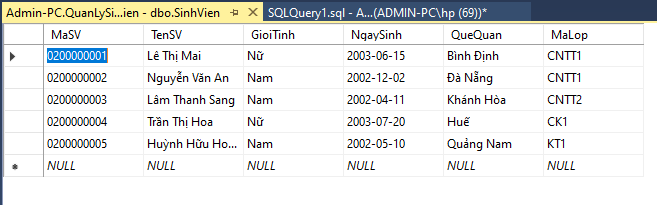 Admin-PC.QuanLySi...ien - dbo.SinhVien SQLQuery1.sql - A...(ADMIN-PC\hp (69))*
MaSV TenSV GioiTinh NgaySinh QueQuan MaLop
0200000001 Lê Thị Mai Nữ 2003-06-15 Bình Định CNTT1
0200000002 Nguyễn Văn An Nam 2002-12-02 Đà Nẵng CNTT1
0200000003 Lâm Thanh Sang Nam 2002-04-11 Khánh Hòa CNTT2
0200000004 Trần Thị Hoa Nữ 2003-07-20 Huế CK1
0200000005 Huỳnh Hữu Ho... Nam 2002-05-10 Quảng Nam KT1
NULL NULL NULL NULL NULL NULL